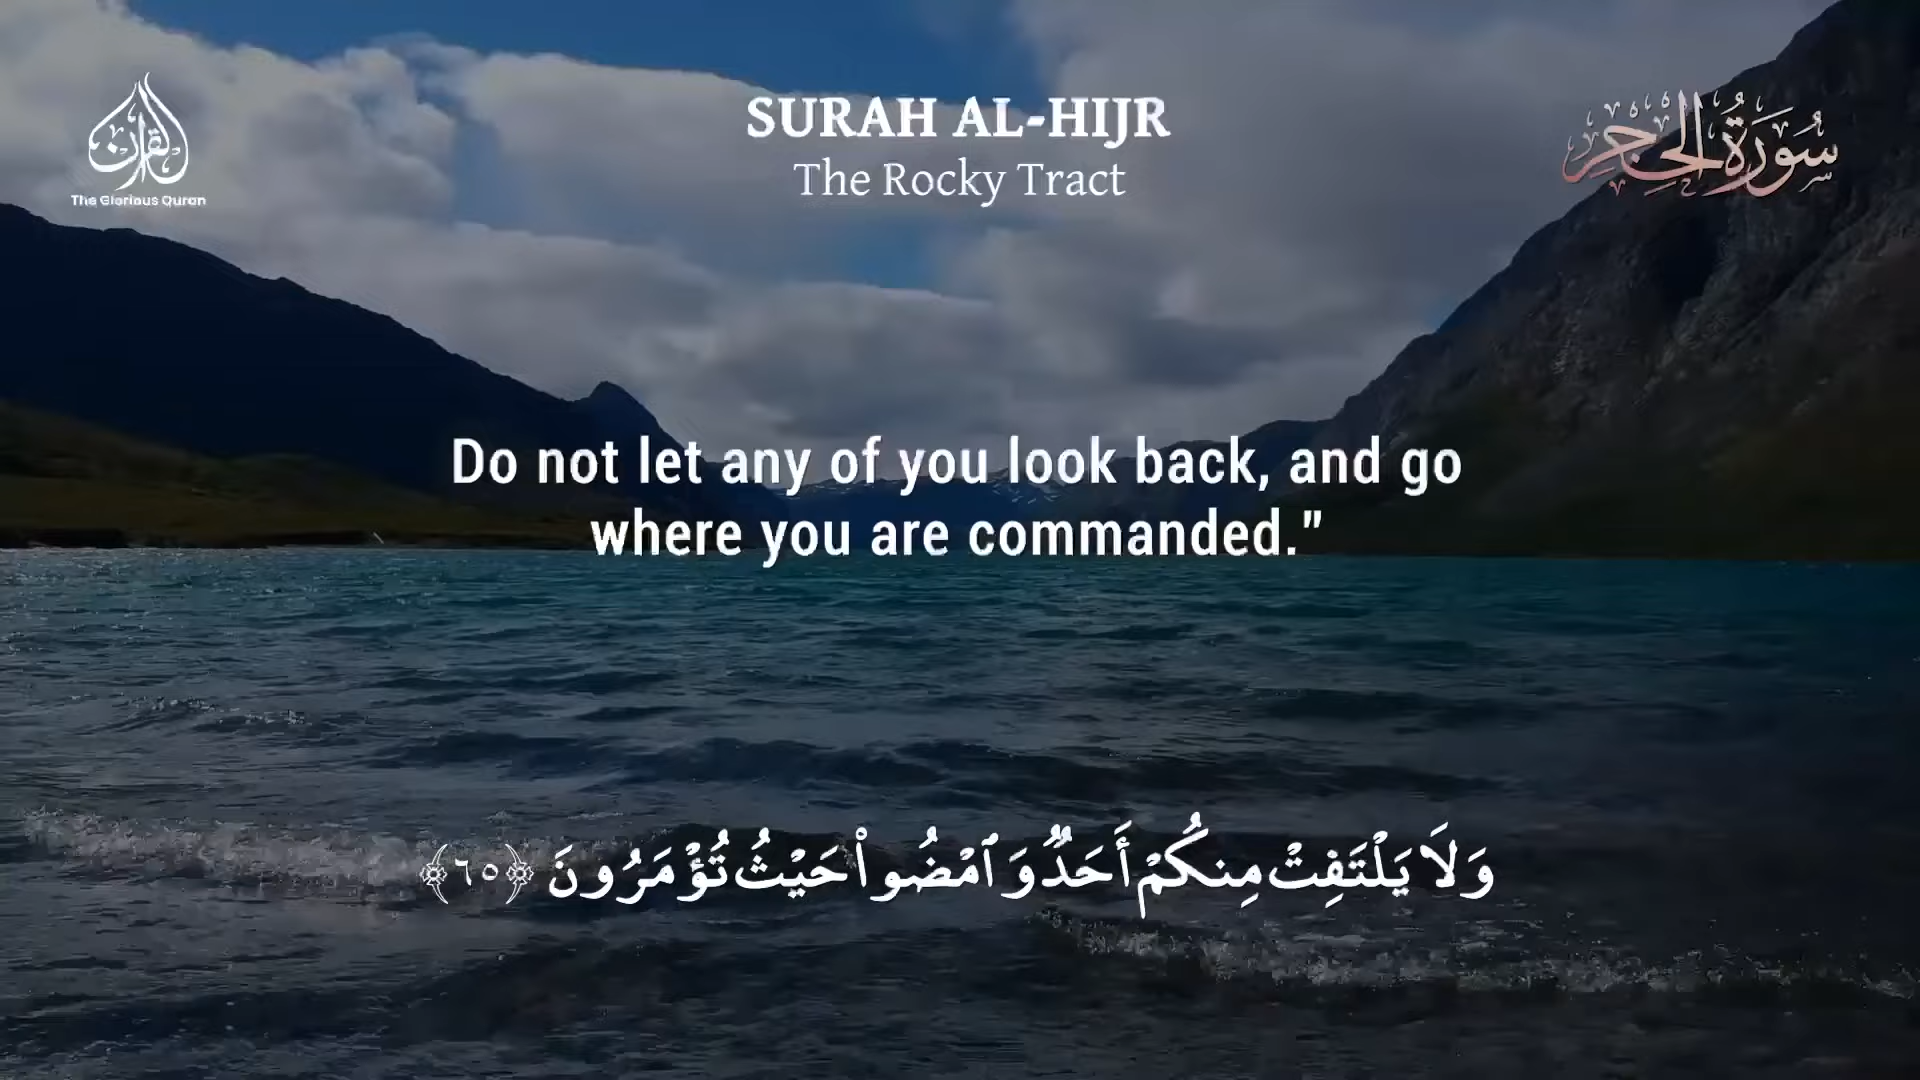 القرآن
The Glorious Quran
SURAH AL-HIJR
The Rocky Tract
سُورَةُ الحِجْرِ
Do not let any of you look back, and go
where you are commanded."
وَلَا يَلْتَفِتْ مِنكُمْ أَحَدٌ وَٱمْضُوا۟ حَيْثُ تُؤْمَرُونَ ﴿٦٥﴾